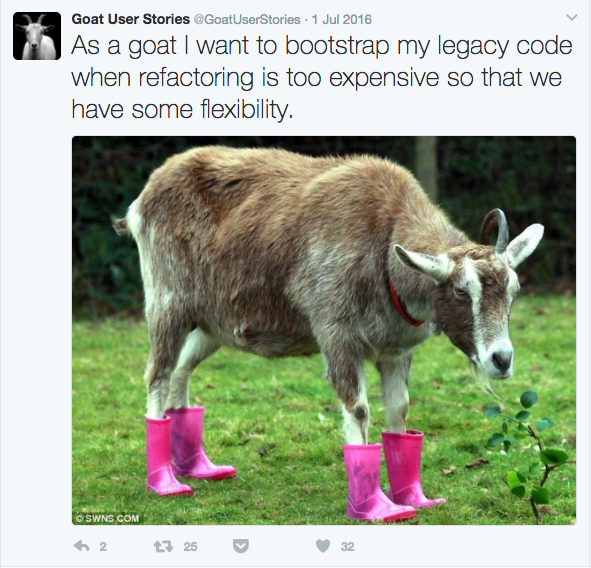 Goat User Stories @GoatUserStories · 1 Jul 2016
As a goat I want to bootstrap my legacy code
when refactoring is too expensive so that we
have some flexibility.
© SWNS.COM
2 25 32